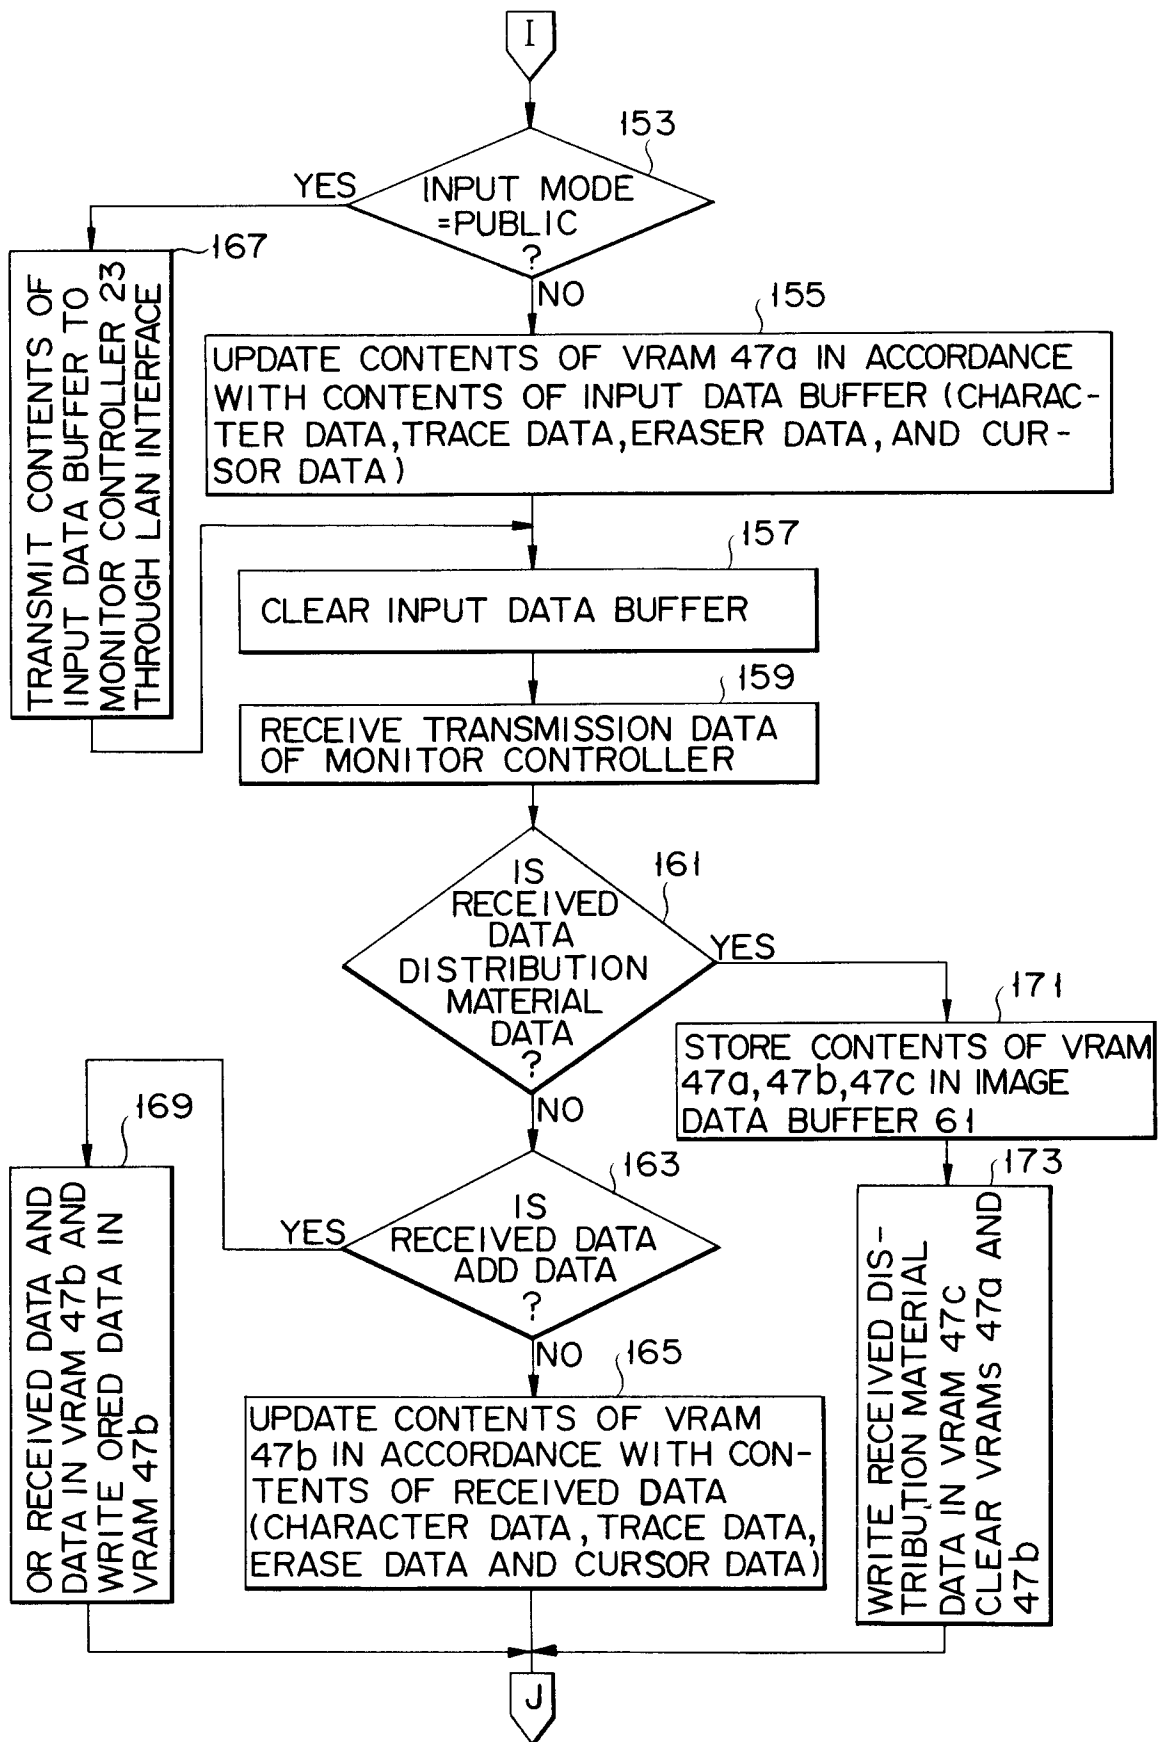 I
153
YES
INPUT MODE
=PUBLIC
?
NO
167
TRANSMIT CONTENTS OF
INPUT DATA BUFFER TO
MONITOR CONTROLLER 23
THROUGH LAN INTERFACE
155
UPDATE CONTENTS OF VRAM 47a IN ACCORDANCE
WITH CONTENTS OF INPUT DATA BUFFER (CHARAC-
TER DATA, TRACE DATA, ERASER DATA, AND CUR-
SOR DATA)
157
CLEAR INPUT DATA BUFFER
159
RECEIVE TRANSMISSION DATA
OF MONITOR CONTROLLER
161
IS
RECEIVED
DATA
DISTRIBUTION
MATERIAL
DATA
?
YES
NO
171
STORE CONTENTS OF VRAM
47a, 47b, 47c IN IMAGE
DATA BUFFER 61
169
OR RECEIVED DATA AND
DATA IN VRAM 47b AND
WRITE ORED DATA IN
VRAM 47b
163
YES
IS
RECEIVED DATA
ADD DATA
?
NO
173
WRITE RECEIVED DIS-
TRIBUTION MATERIAL
DATA IN VRAM 47c
CLEAR VRAMS 47a AND
47b
165
UPDATE CONTENTS OF VRAM
47b IN ACCORDANCE WITH CON-
TENTS OF RECEIVED DATA
(CHARACTER DATA, TRACE DATA,
ERASE DATA AND CURSOR DATA)
J